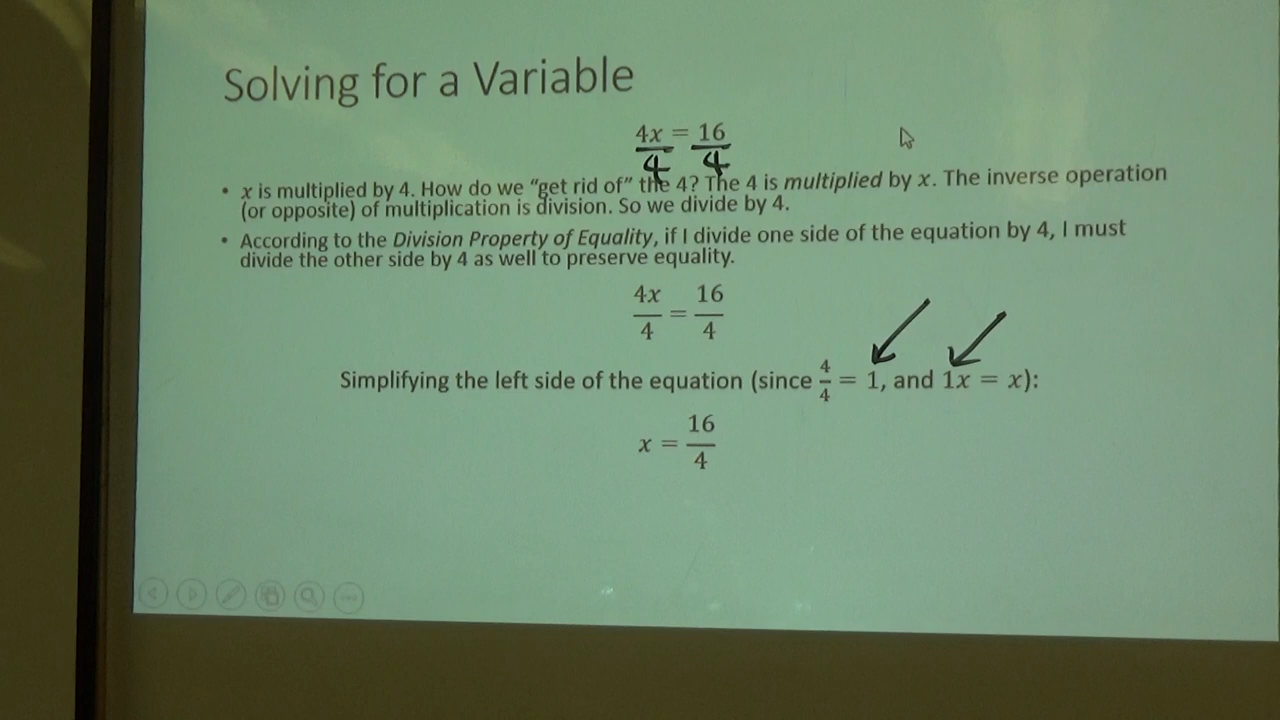 Solving for a Variable
4x = 16
4 4
• x is multiplied by 4. How do we “get rid of” the 4? The 4 is multiplied by x. The inverse operation
(or opposite) of multiplication is division. So we divide by 4.
• According to the Division Property of Equality, if I divide one side of the equation by 4, I must
divide the other side by 4 as well to preserve equality.
4x/4 = 16/4
Simplifying the left side of the equation (since 4/4 = 1, and 1x = x):
x = 16/4